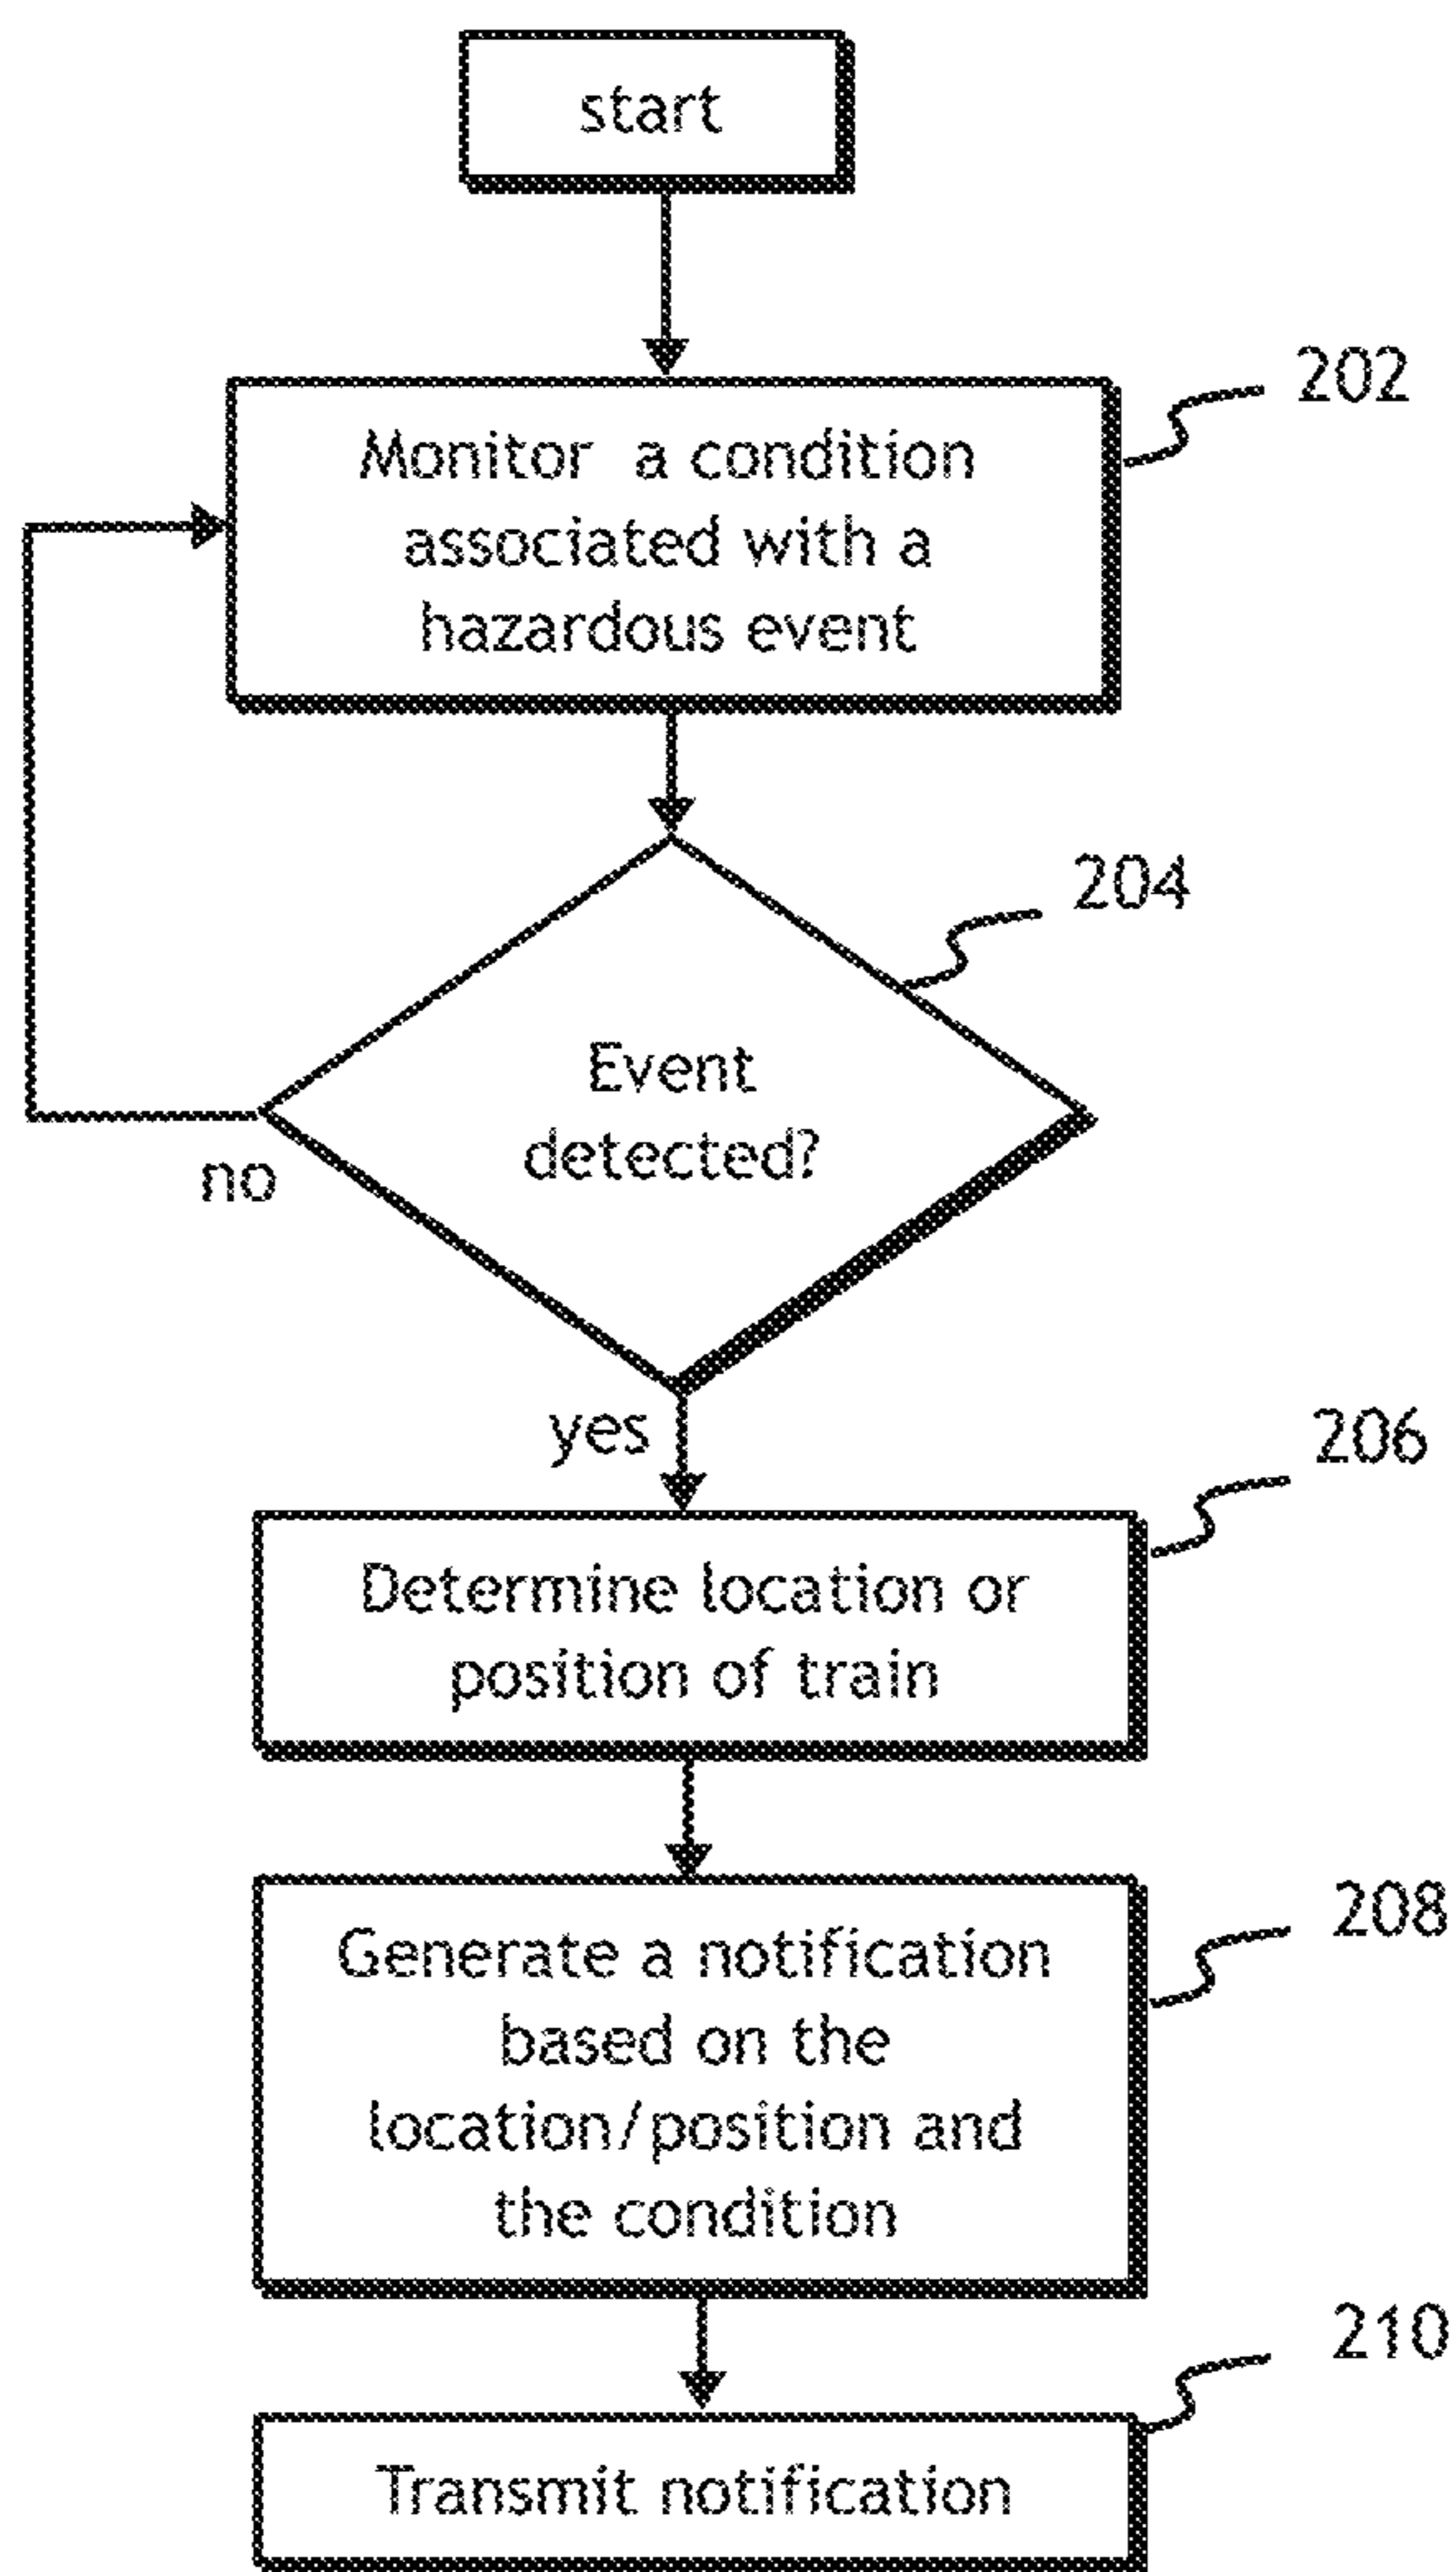 start
202
Monitor a condition
associated with a
hazardous event
204
Event
detected?
no
yes
206
Determine location or
position of train
208
Generate a notification
based on the
location/position and
the condition
210
Transmit notification